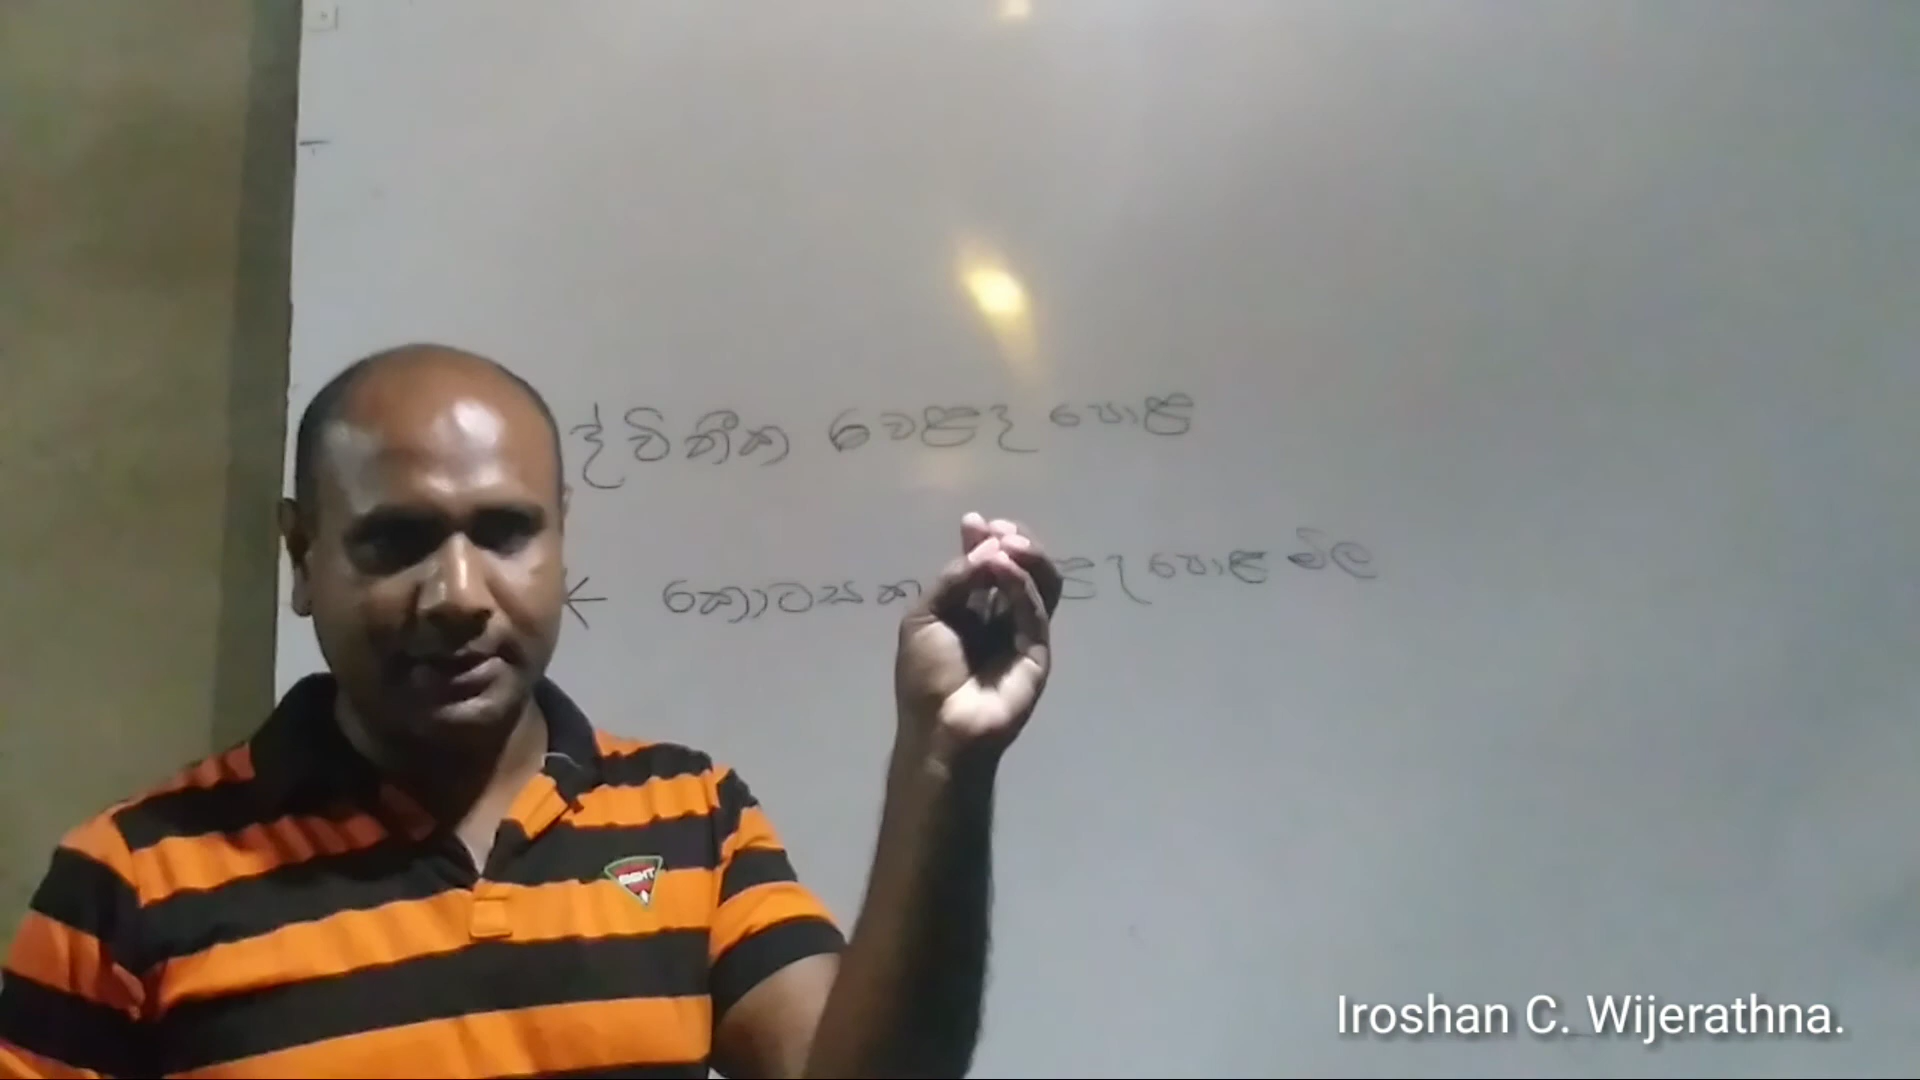 ද්විතීක වෙළඳ පොළ
කොටසක ළඳ පොළ මිල
Iroshan C. Wijerathna.